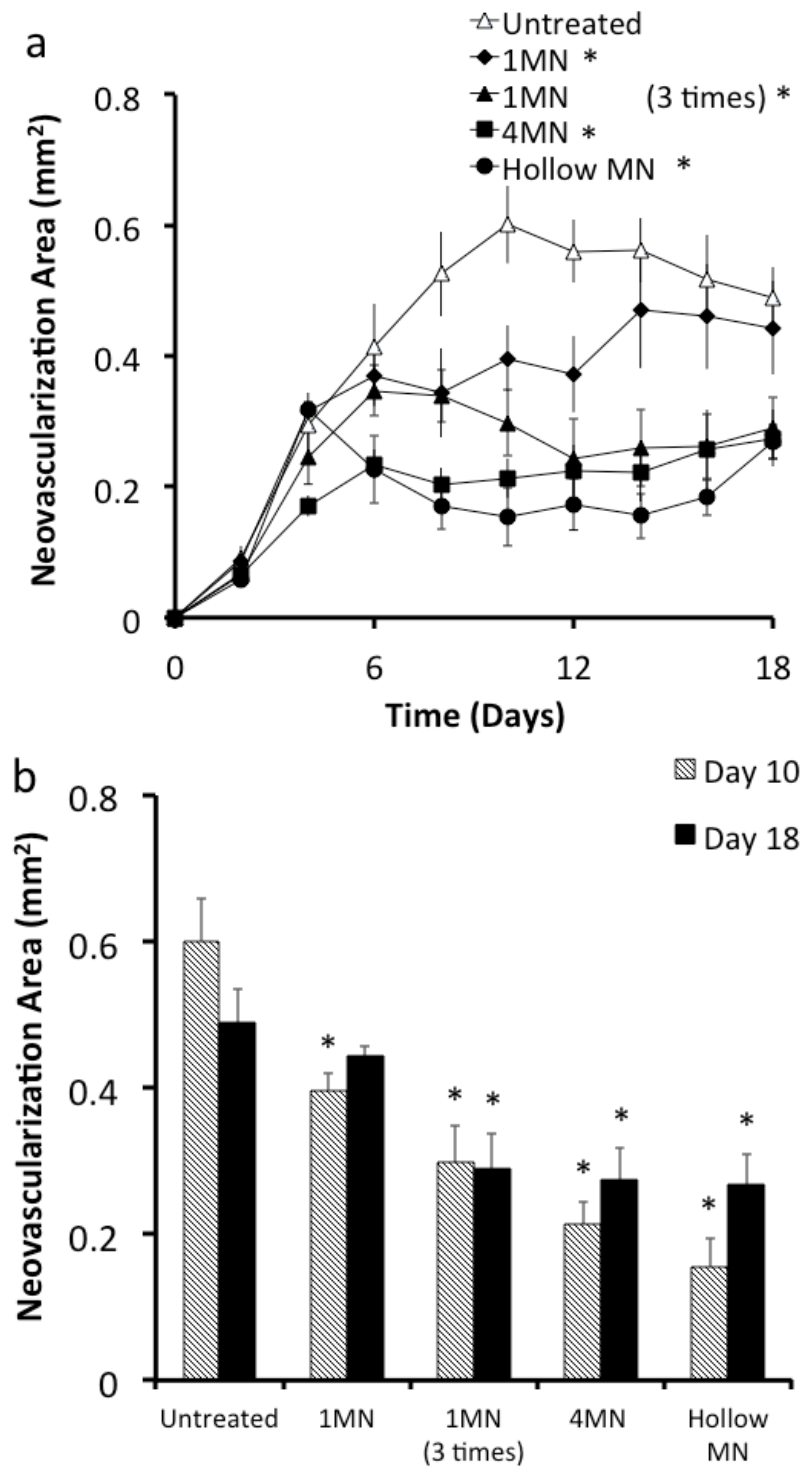 a
Untreated
1MN *
1MN (3 times) *
4MN *
Hollow MN *
Neovascularization Area (mm²)
0.8
0.6
0.4
0.2
0
0 6 12 18
Time (Days)
b
Day 10
Day 18
Neovascularization Area (mm²)
0.8
0.6
0.4
0.2
0
* * * * * * *
Untreated 1MN 1MN 4MN Hollow
(3 times) MN